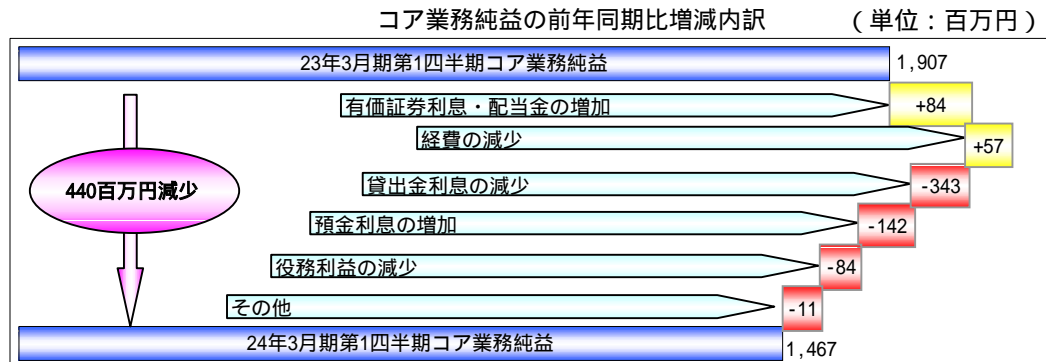 コア業務純益の前年同期比増減内訳 （単位：百万円）
23年3月期第1四半期コア業務純益 1,907
有価証券利息・配当金の増加 +84
経費の減少 +57
440百万円減少
貸出金利息の減少 -343
預金利息の増加 -142
役務利益の減少 -84
その他 -11
24年3月期第1四半期コア業務純益 1,467